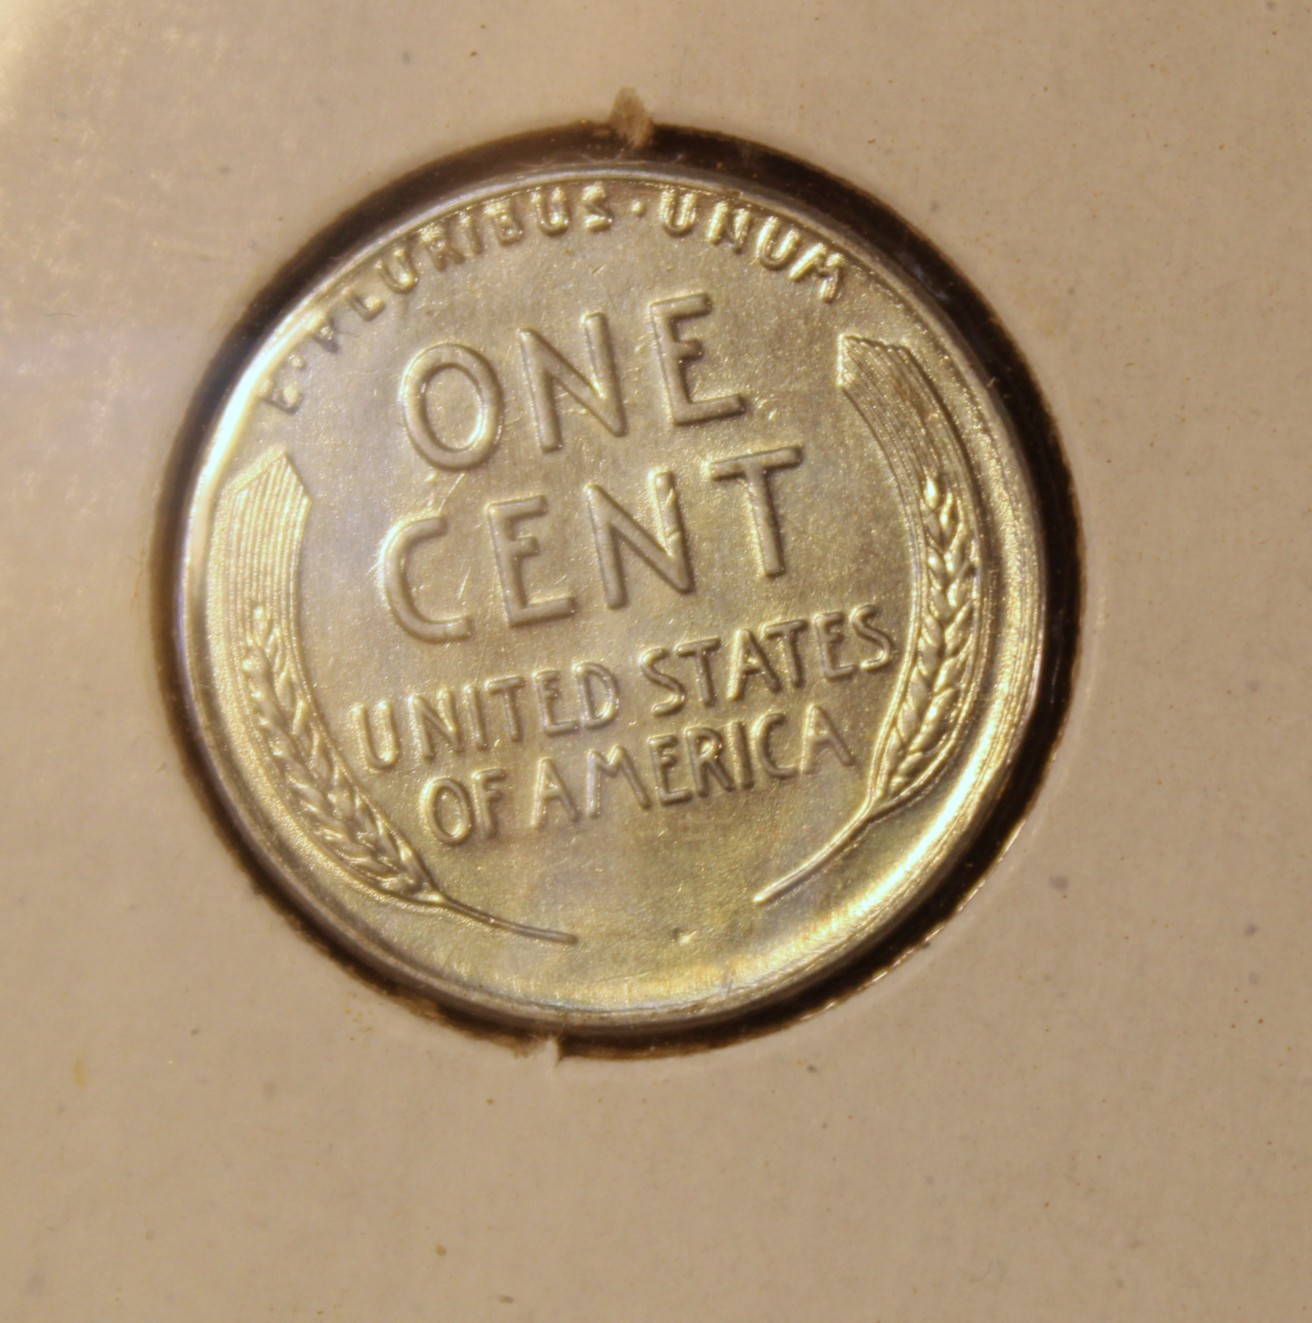 E·PLURIBUS·UNUM
ONE
CENT
UNITED STATES
OF AMERICA